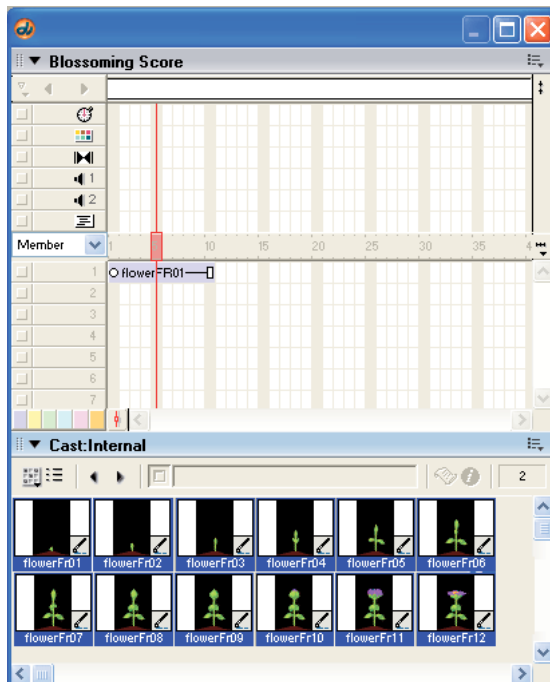 Blossoming Score
1
2
Member
1 10 15 20 25 30 35 4
1 flowerFR01
2
3
4
5
6
7
Cast:Internal
2
flowerFr01 flowerFr02 flowerFr03 flowerFr04 flowerFr05 flowerFr06
flowerFr07 flowerFr08 flowerFr09 flowerFr10 flowerFr11 flowerFr12